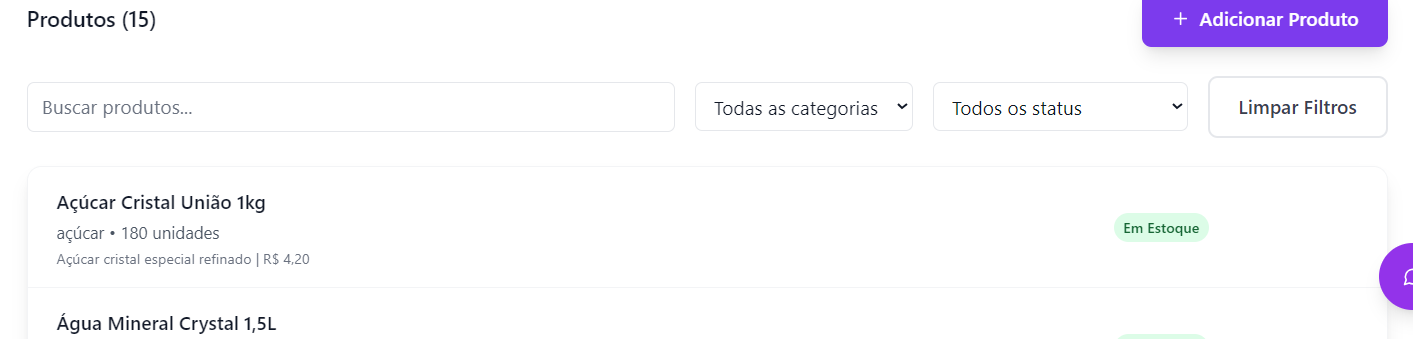 Produtos (15)
+ Adicionar Produto
Buscar produtos...
Todas as categorias
Todos os status
Limpar Filtros
Açúcar Cristal União 1kg
açúcar • 180 unidades
Em Estoque
Açúcar cristal especial refinado | R$ 4,20
Água Mineral Crystal 1,5L